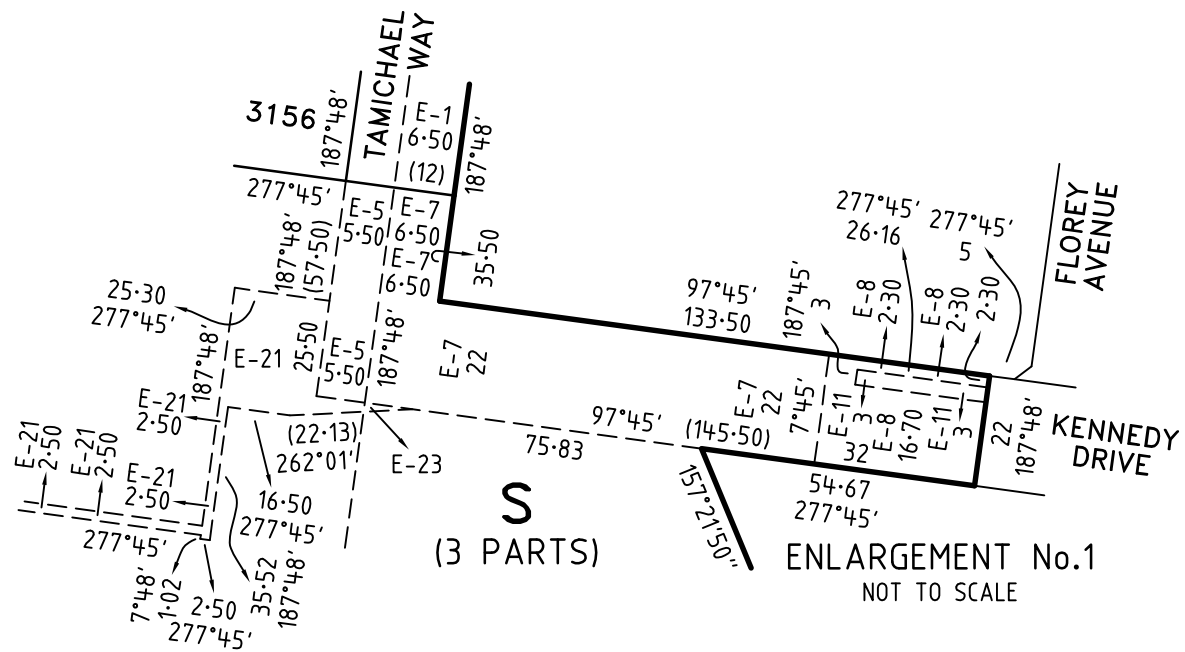 TAMICHAEL
WAY
3156
187°48'
E-1
6·50
(12)
187°48'
277°45'
E-5
5·50
E-7
6·50
E-7
6·50
35·50
187°48'
(57·50)
25·30
277°45'
187°48'
E-21
25·50
E-5
5·50
187°48'
E-7
22
97°45'
133·50
187°45'
3
277°45'
26·16
277°45'
5
E-8
2·30
E-8
2·30
2·30
FLOREY
AVENUE
E-21
2·50
E-21
2·50
E-21
2·50
E-21
2·50
(22·13)
262°01'
E-23
97°45'
75·83
(145·50)
E-7
22
7°45'
E-11
3
32
E-8
16·70
E-11
3
22
187°48'
KENNEDY
DRIVE
54·67
277°45'
157°21'50"
277°45'
16·50
277°45'
35·52
187°48'
7°48'
1·02
2·50
277°45'
S
(3 PARTS)
ENLARGEMENT No.1
NOT TO SCALE